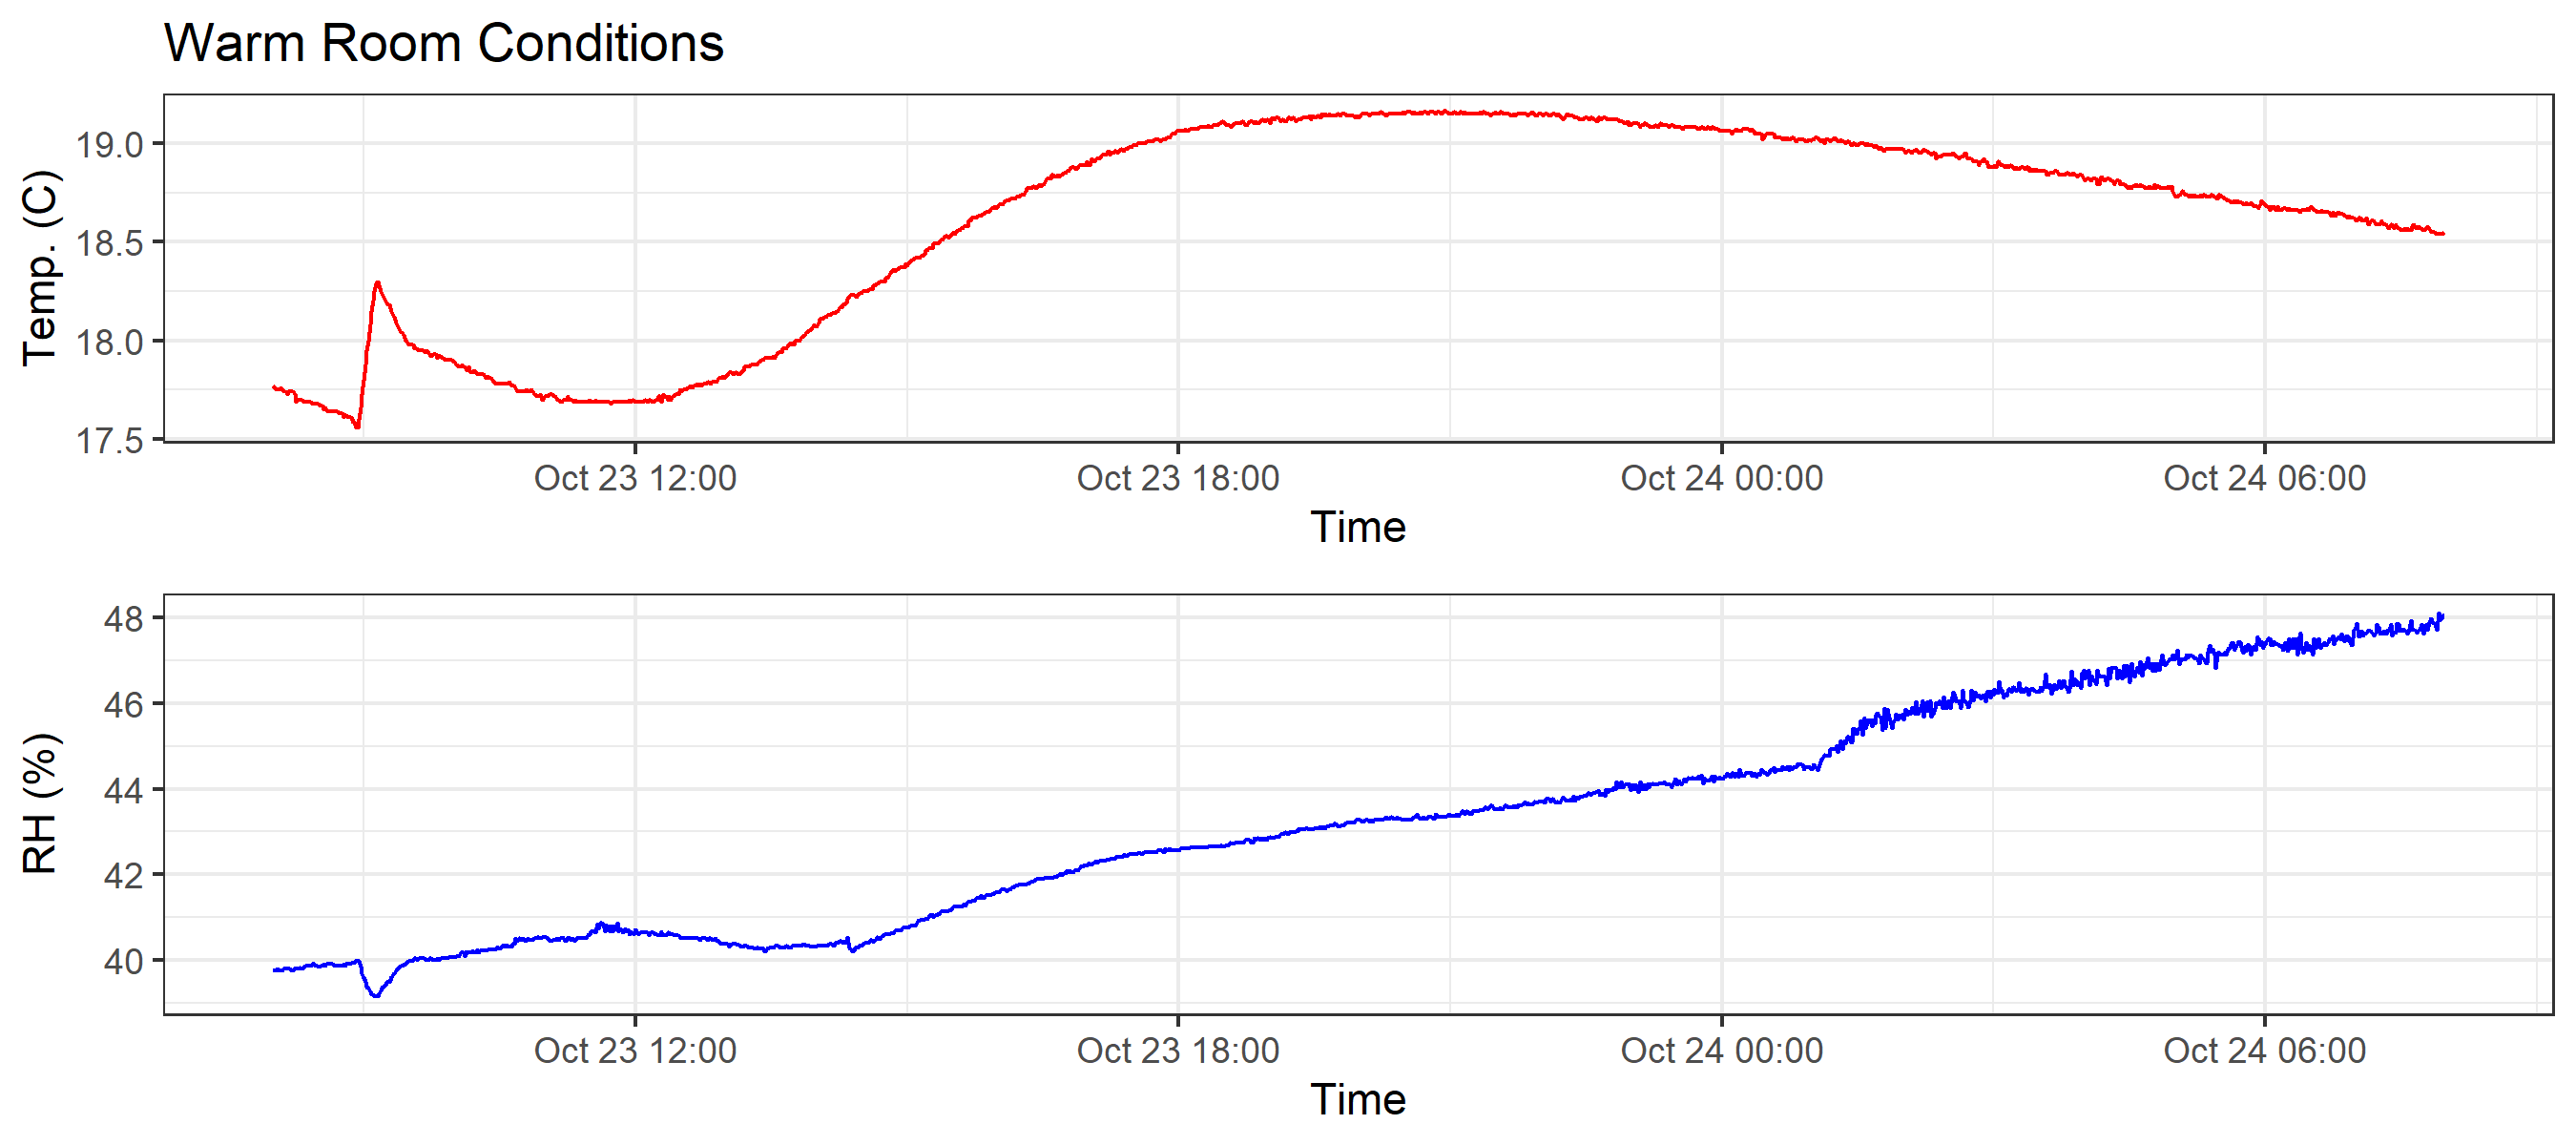 Warm Room Conditions
Temp. (C)
19.0
18.5
18.0
17.5
Oct 23 12:00 Oct 23 18:00 Oct 24 00:00 Oct 24 06:00
Time
RH (%)
48
46
44
42
40
Oct 23 12:00 Oct 23 18:00 Oct 24 00:00 Oct 24 06:00
Time